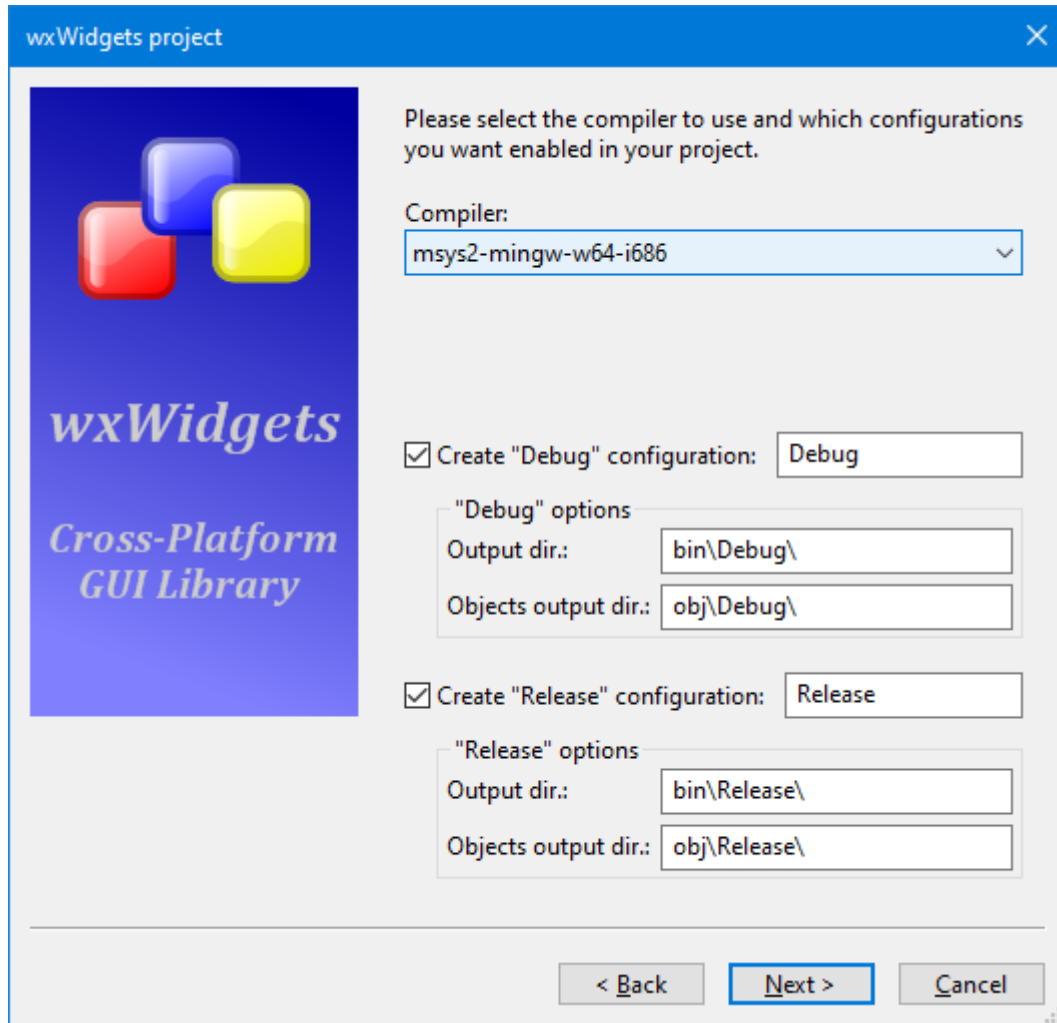 wxWidgets project
wxWidgets
Cross-Platform
GUI Library
Please select the compiler to use and which configurations
you want enabled in your project.
Compiler:
msys2-mingw-w64-i686
Create "Debug" configuration: Debug
"Debug" options
Output dir.: bin\Debug\
Objects output dir.: obj\Debug\
Create "Release" configuration: Release
"Release" options
Output dir.: bin\Release\
Objects output dir.: obj\Release\
< Back Next > Cancel